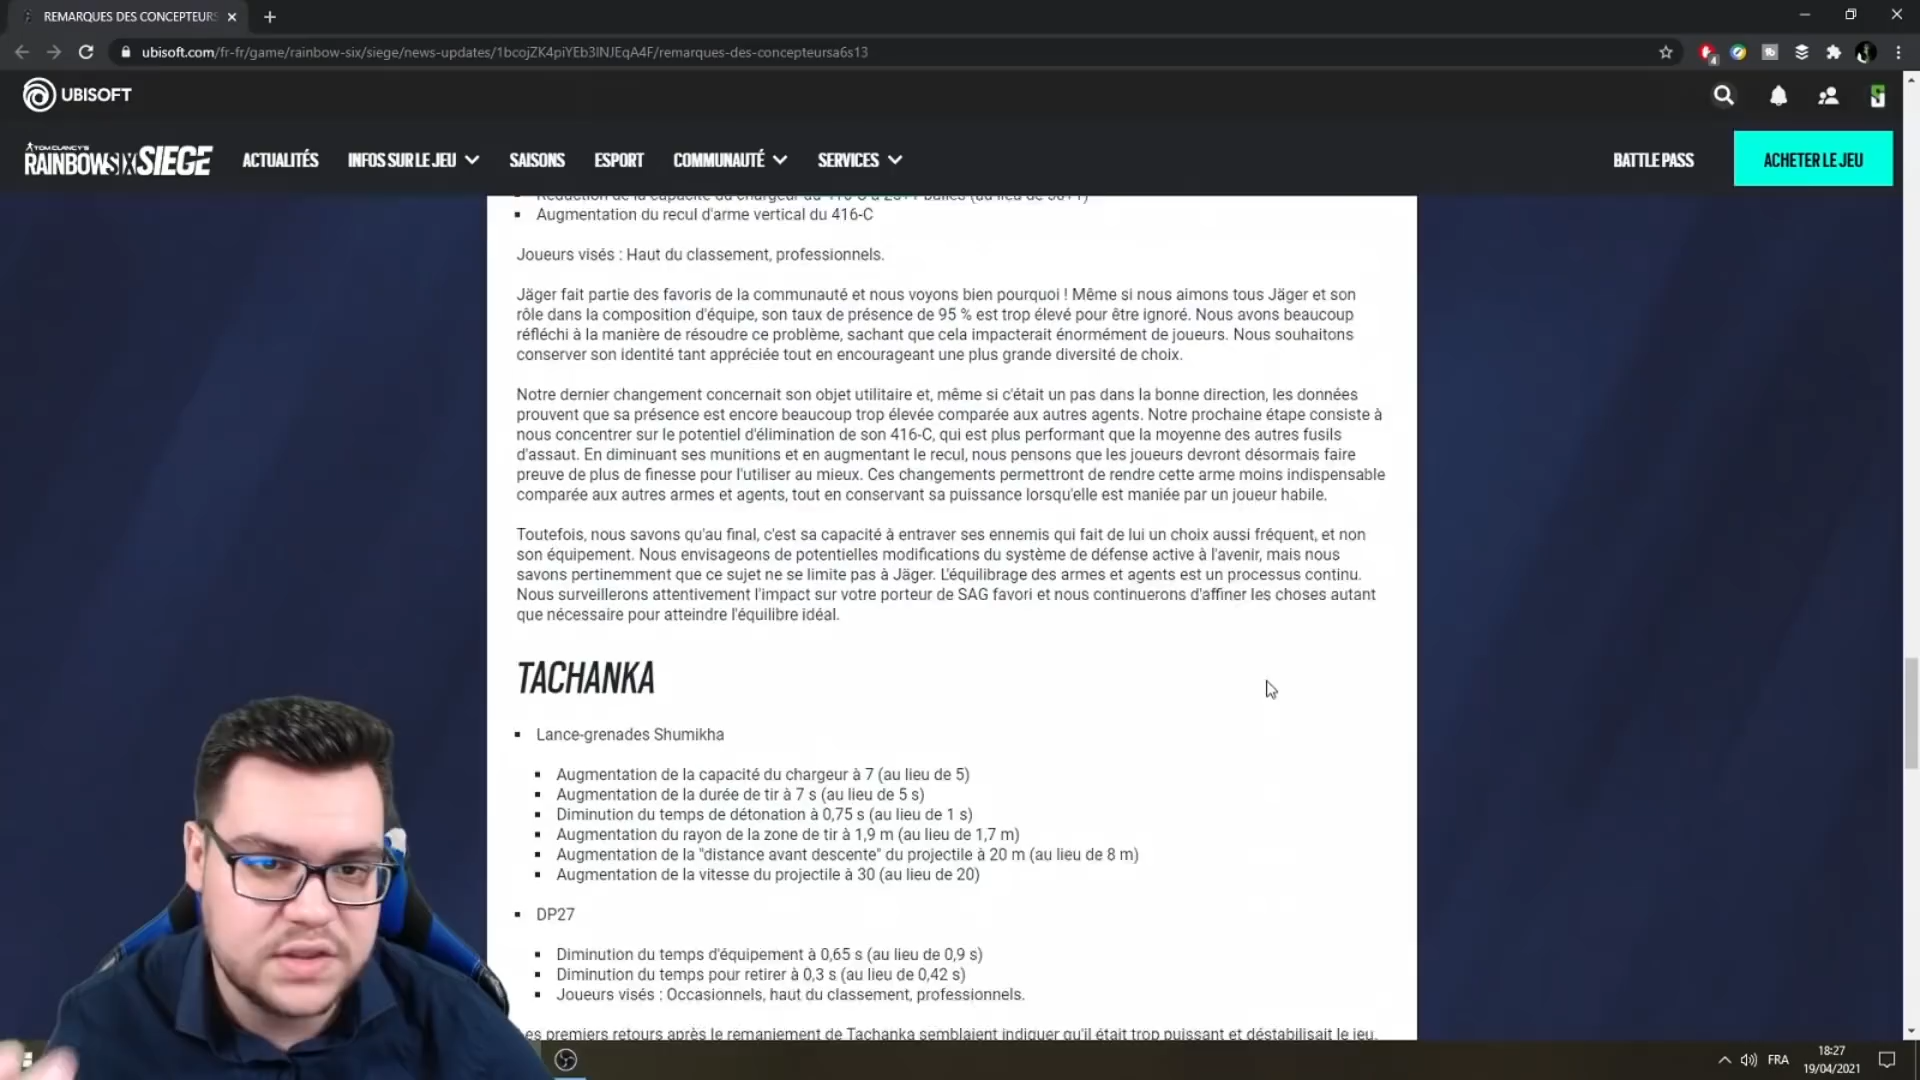 REMARQUES DES CONCEPTEURS
ubisoft.com/fr-fr/game/rainbow-six/siege/news-updates/1bcojZK4piYEb3lNJEqA4F/remarques-des-concepteursa6s13
4
UBISOFT
TOM CLANCY'S
RAINBOWSIX SIEGE
ACTUALITÉS
INFOS SUR LE JEU
SAISONS
ESPORT
COMMUNAUTÉ
SERVICES
BATTLE PASS
ACHETER LE JEU
Augmentation du recul d'arme vertical du 416-C
Joueurs visés : Haut du classement, professionnels.
Jäger fait partie des favoris de la communauté et nous voyons bien pourquoi ! Même si nous aimons tous Jäger et son
rôle dans la composition d'équipe, son taux de présence de 95 % est trop élevé pour être ignoré. Nous avons beaucoup
réfléchi à la manière de résoudre ce problème, sachant que cela impacterait énormément de joueurs. Nous souhaitons
conserver son identité tant appréciée tout en encourageant une plus grande diversité de choix.
Notre dernier changement concernait son objet utilitaire et, même si c'était un pas dans la bonne direction, les données
prouvent que sa présence est encore beaucoup trop élevée comparée aux autres agents. Notre prochaine étape consiste à
nous concentrer sur le potentiel d'élimination de son 416-C, qui est plus performant que la moyenne des autres fusils
d'assaut. En diminuant ses munitions et en augmentant le recul, nous pensons que les joueurs devront désormais faire
preuve de plus de finesse pour l'utiliser au mieux. Ces changements permettront de rendre cette arme moins indispensable
comparée aux autres armes et agents, tout en conservant sa puissance lorsqu'elle est maniée par un joueur habile.
Toutefois, nous savons qu'au final, c'est sa capacité à entraver ses ennemis qui fait de lui un choix aussi fréquent, et non
son équipement. Nous envisageons de potentielles modifications du système de défense active à l'avenir, mais nous
savons pertinemment que ce sujet ne se limite pas à Jäger. L'équilibrage des armes et agents est un processus continu.
Nous surveillerons attentivement l'impact sur votre porteur de SAG favori et nous continuerons d'affiner les choses autant
que nécessaire pour atteindre l'équilibre idéal.
TACHANKA
Lance-grenades Shumikha
Augmentation de la capacité du chargeur à 7 (au lieu de 5)
Augmentation de la durée de tir à 7 s (au lieu de 5 s)
Diminution du temps de détonation à 0,75 s (au lieu de 1 s)
Augmentation du rayon de la zone de tir à 1,9 m (au lieu de 1,7 m)
Augmentation de la "distance avant descente" du projectile à 20 m (au lieu de 8 m)
Augmentation de la vitesse du projectile à 30 (au lieu de 20)
DP27
Diminution du temps d'équipement à 0,65 s (au lieu de 0,9 s)
Diminution du temps pour retirer à 0,3 s (au lieu de 0,42 s)
Joueurs visés : Occasionnels, haut du classement, professionnels.
es premiers retours après le remaniement de Tachanka semblaient indiquer qu'il était trop puissant et déstabilisait le jeu.
FRA
18:27
19/04/2021